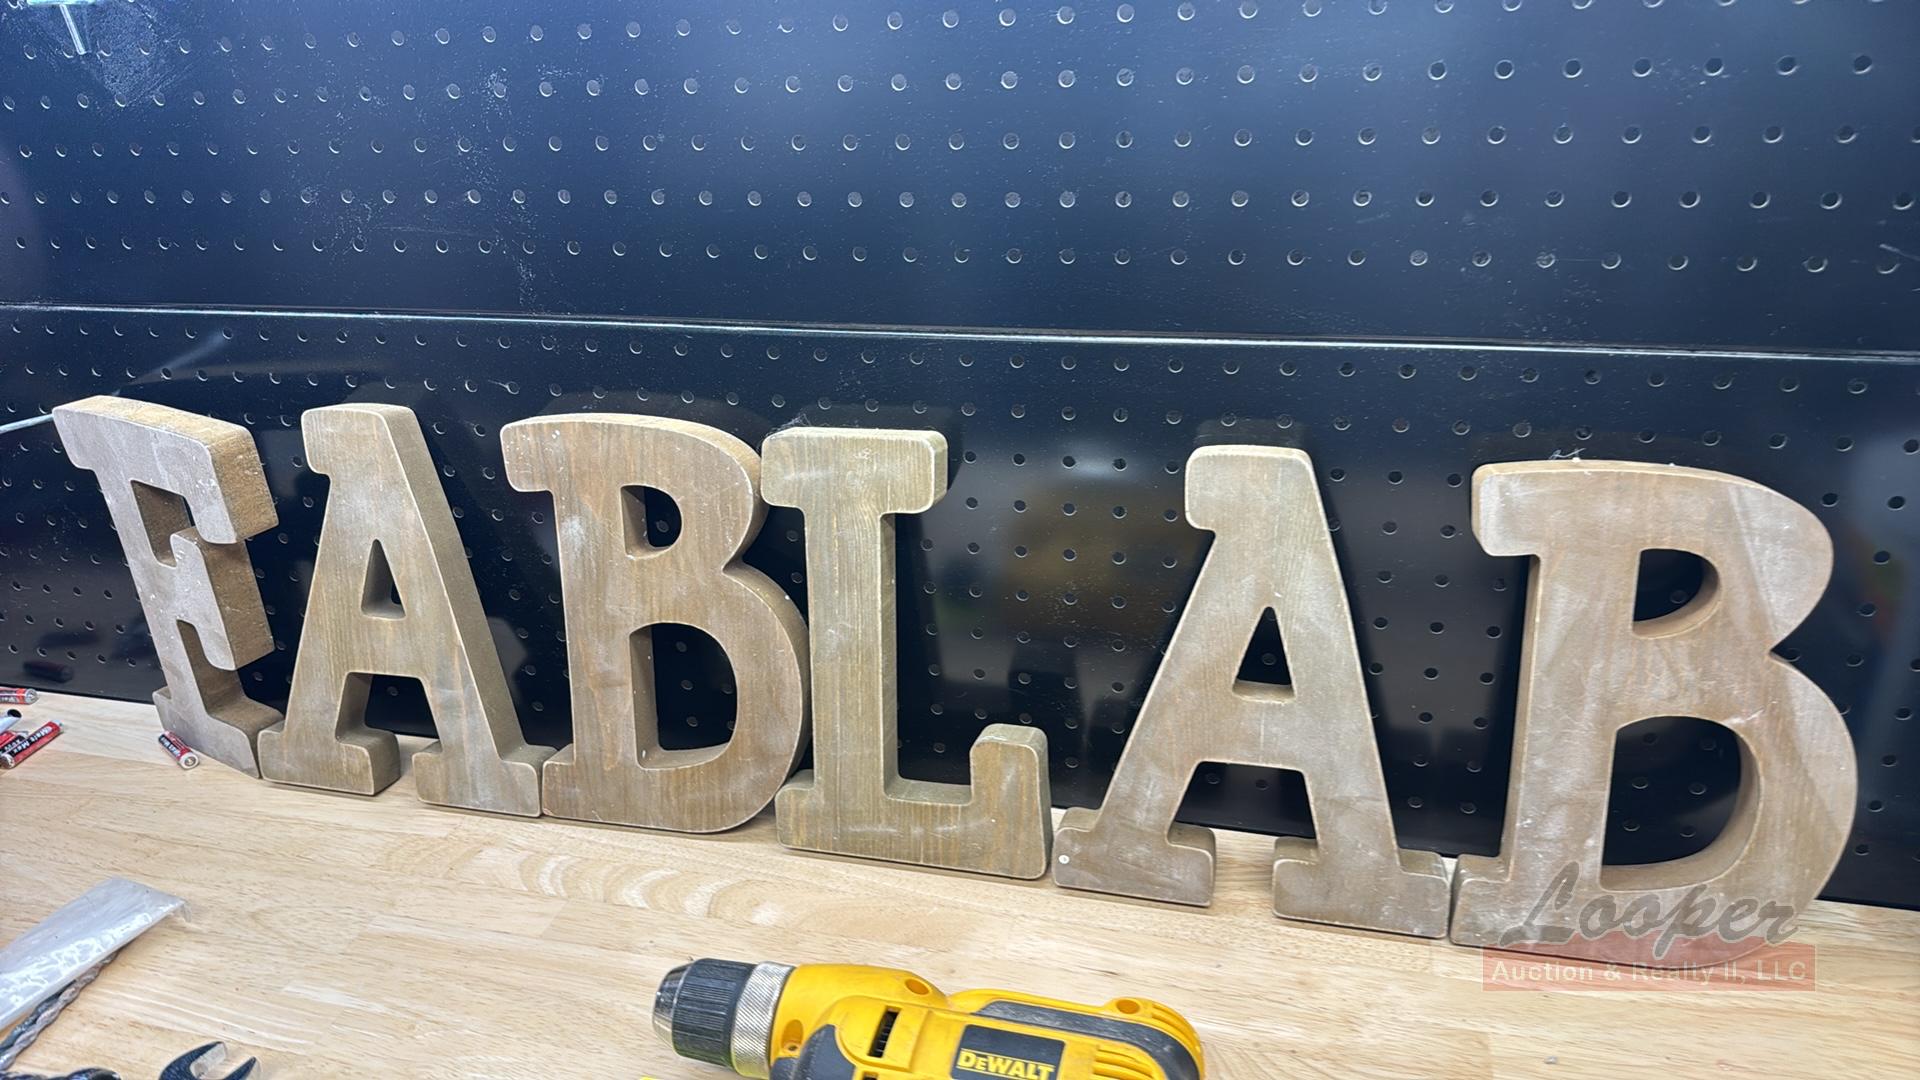 FABLAB
DEWALT
Looper
Auction & Realty II, LLC